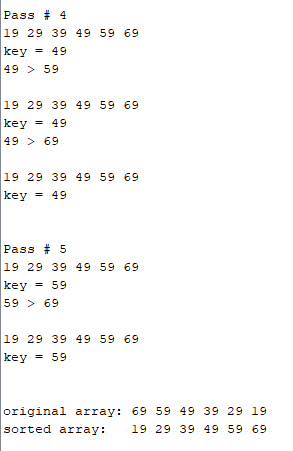 Pass # 4
19 29 39 49 59 69
key = 49
49 > 59
19 29 39 49 59 69
key = 49
49 > 69
19 29 39 49 59 69
key = 49
Pass # 5
19 29 39 49 59 69
key = 59
59 > 69
19 29 39 49 59 69
key = 59
original array: 69 59 49 39 29 19
sorted array:   19 29 39 49 59 69